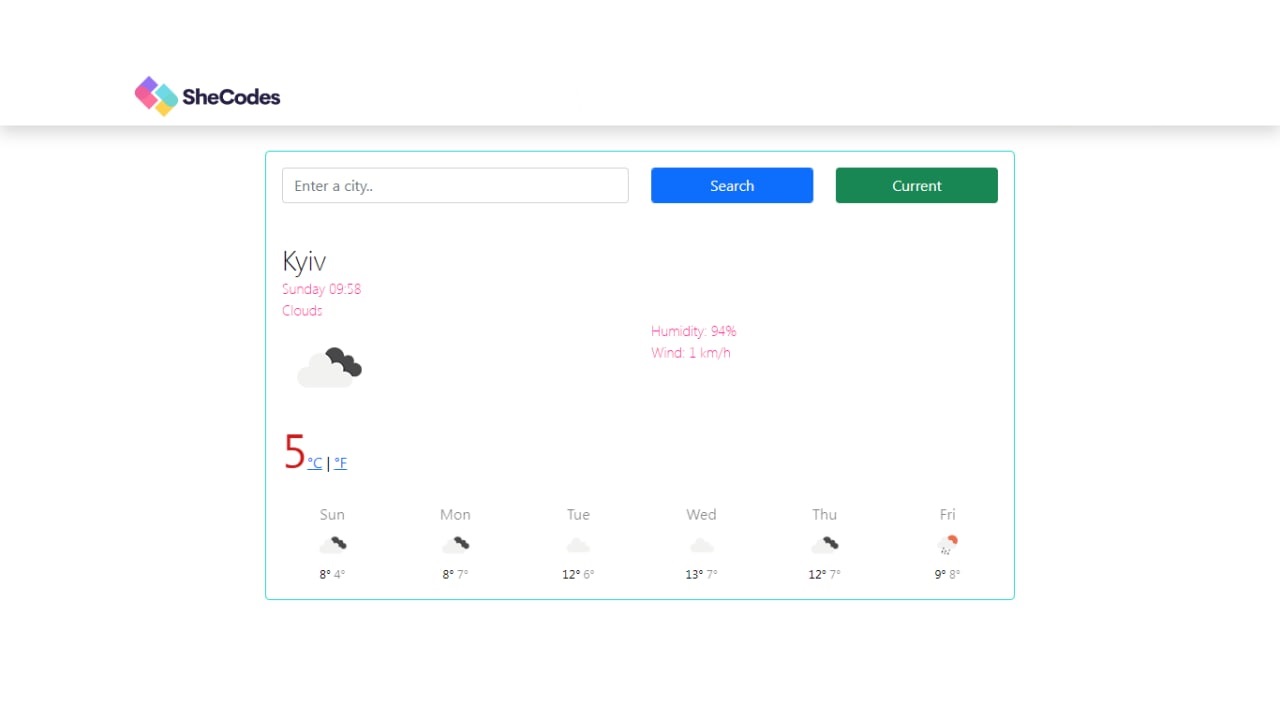 SheCodes
Enter a city..
Search
Current
Kyiv
Sunday 09:58
Clouds
Humidity: 94%
Wind: 1 km/h
5 °C | °F
Sun Mon Tue Wed Thu Fri
8° 4° 8° 7° 12° 6° 13° 7° 12° 7° 9° 8°